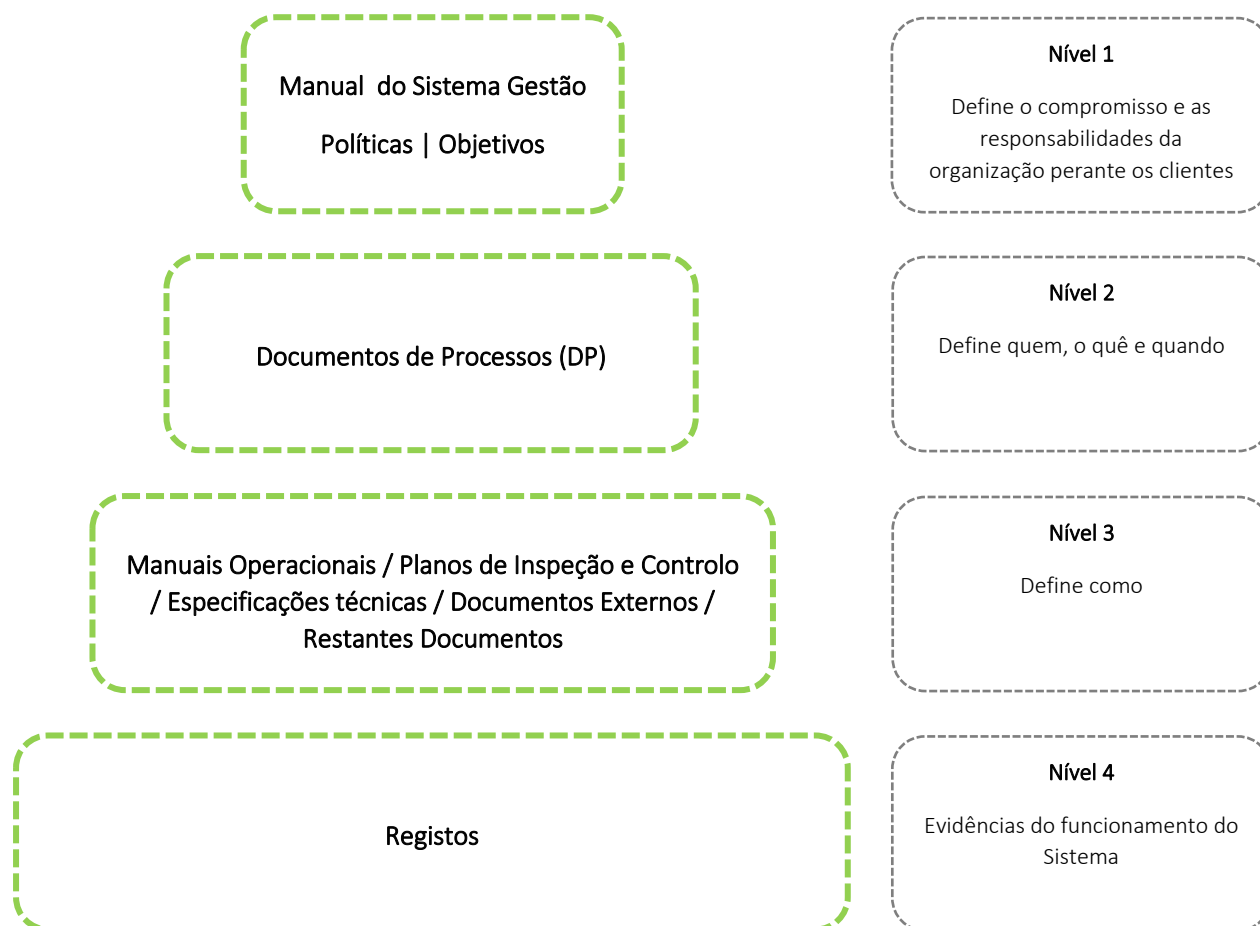 Manual do Sistema Gestão
Políticas | Objetivos
Nível 1
Define o compromisso e as
responsabilidades da
organização perante os clientes
Documentos de Processos (DP)
Nível 2
Define quem, o quê e quando
Manuais Operacionais / Planos de Inspeção e Controlo
/ Especificações técnicas / Documentos Externos /
Restantes Documentos
Nível 3
Define como
Registos
Nível 4
Evidências do funcionamento do
Sistema